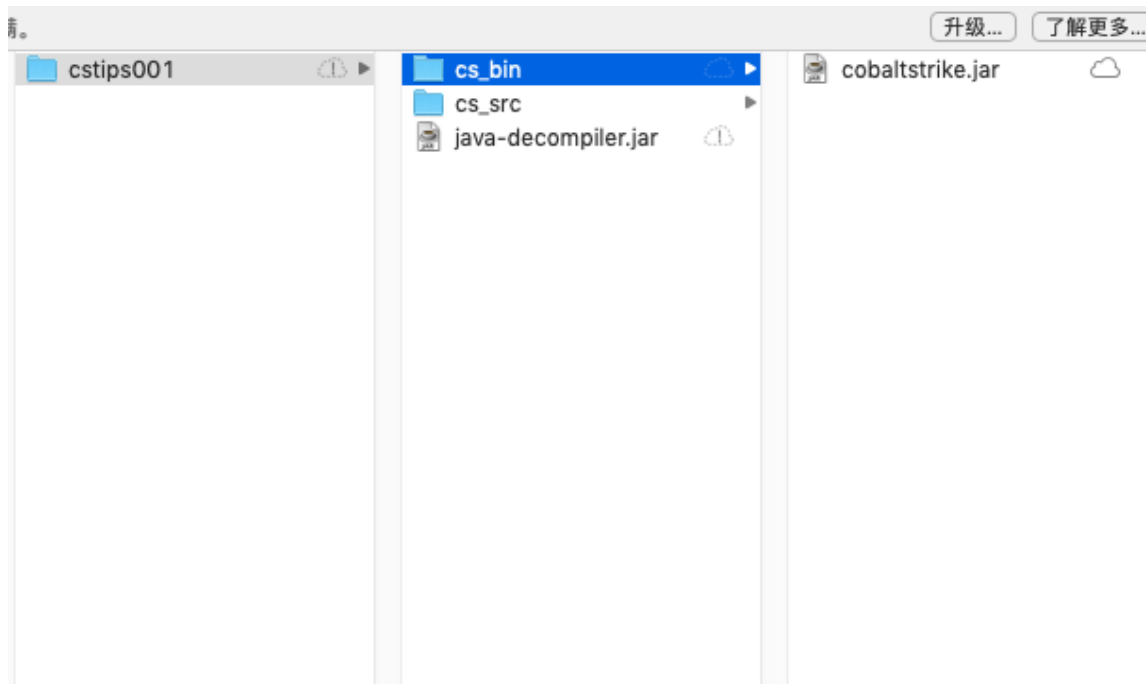 。 升级... 了解更多...
cstips001 cs_bin cobaltstrike.jar
cs_src
java-decompiler.jar